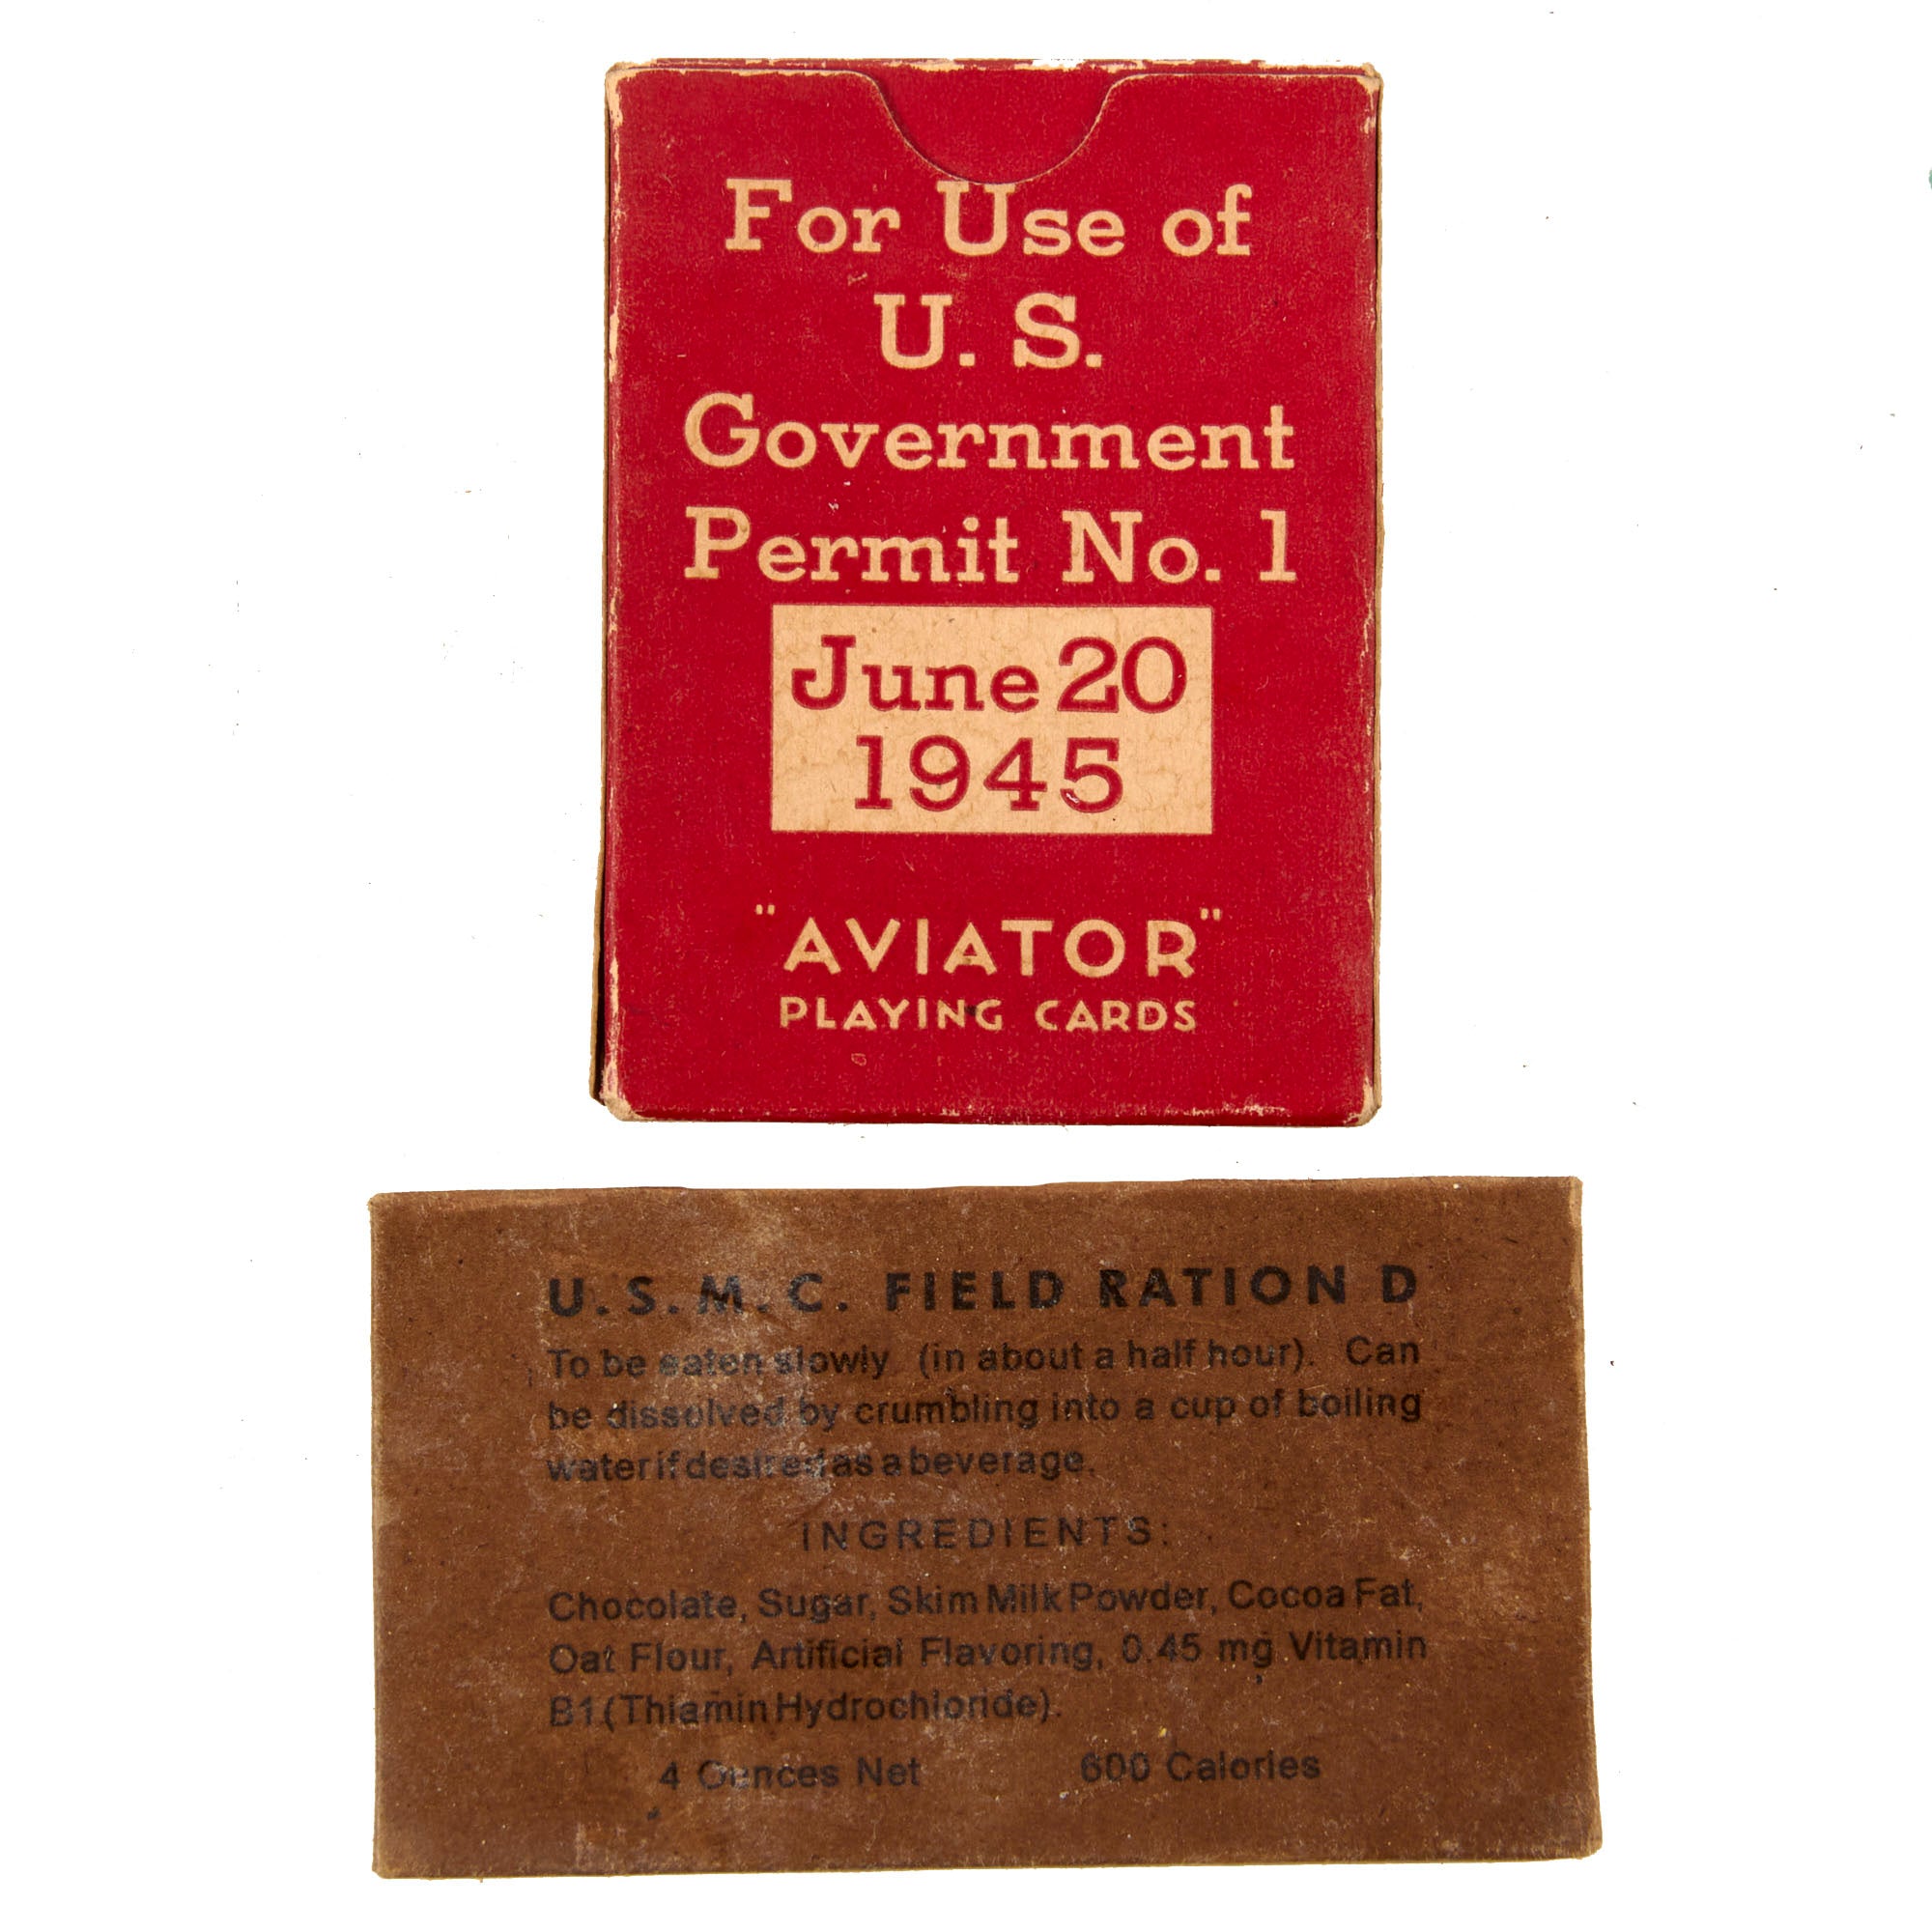 For Use of
U. S.
Government
Permit No. 1
June 20
1945
"AVIATOR"
PLAYING CARDS
U.S.M.C. FIELD RATION D
To be eaten slowly (in about a half hour). Can
be dissolved by crumbling into a cup of boiling
water if desired as a beverage.
INGREDIENTS:
Chocolate, Sugar, Skim Milk Powder, Cocoa Fat,
Oat Flour, Artificial Flavoring, 0.45 mg Vitamin
B1 (Thiamin Hydrochloride).
4 Ounces Net 600 Calories